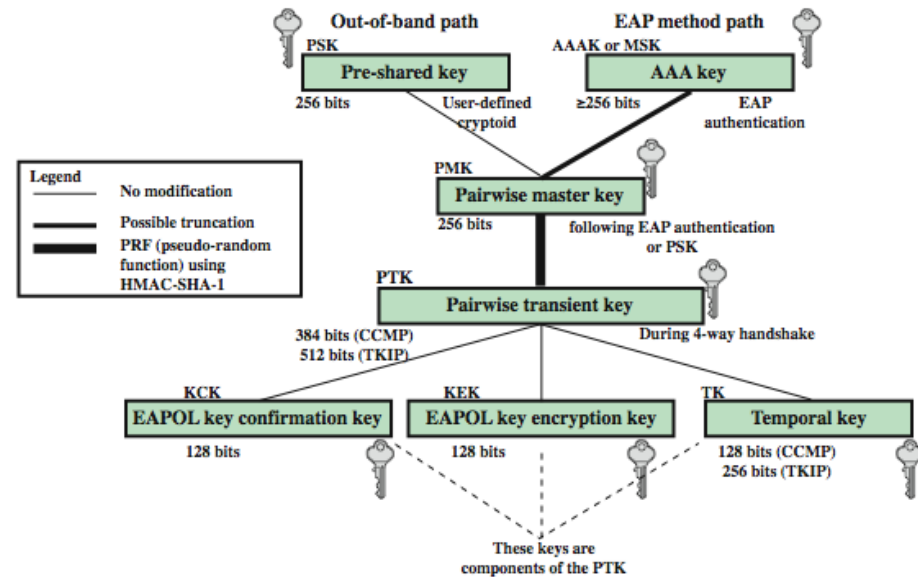 Out-of-band path
EAP method path
PSK
AAAK or MSK
Pre-shared key
AAA key
256 bits
User-defined
cryptoid
≥256 bits
EAP
authentication
Legend
No modification
Possible truncation
PRF (pseudo-random
function) using
HMAC-SHA-1
PMK
Pairwise master key
256 bits
following EAP authentication
or PSK
PTK
Pairwise transient key
384 bits (CCMP)
512 bits (TKIP)
During 4-way handshake
KCK
KEK
TK
EAPOL key confirmation key
EAPOL key encryption key
Temporal key
128 bits
128 bits
128 bits (CCMP)
256 bits (TKIP)
These keys are
components of the PTK